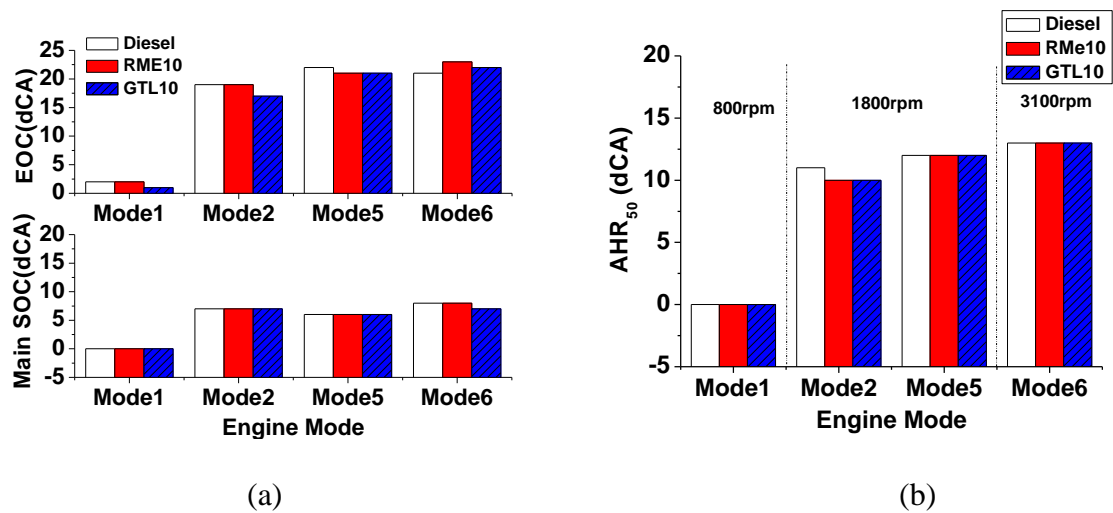 Diesel
RME10
GTL10
EOC(dCA)
25
20
15
10
5
0
Mode1 Mode2 Mode5 Mode6
Main SOC(dCA)
15
10
5
0
-5
Mode1 Mode2 Mode5 Mode6
Engine Mode
(a)
Diesel
RMe10
GTL10
AHR50 (dCA)
20
15
10
5
0
-5
800rpm 1800rpm 3100rpm
Mode1 Mode2 Mode5 Mode6
Engine Mode
(b)